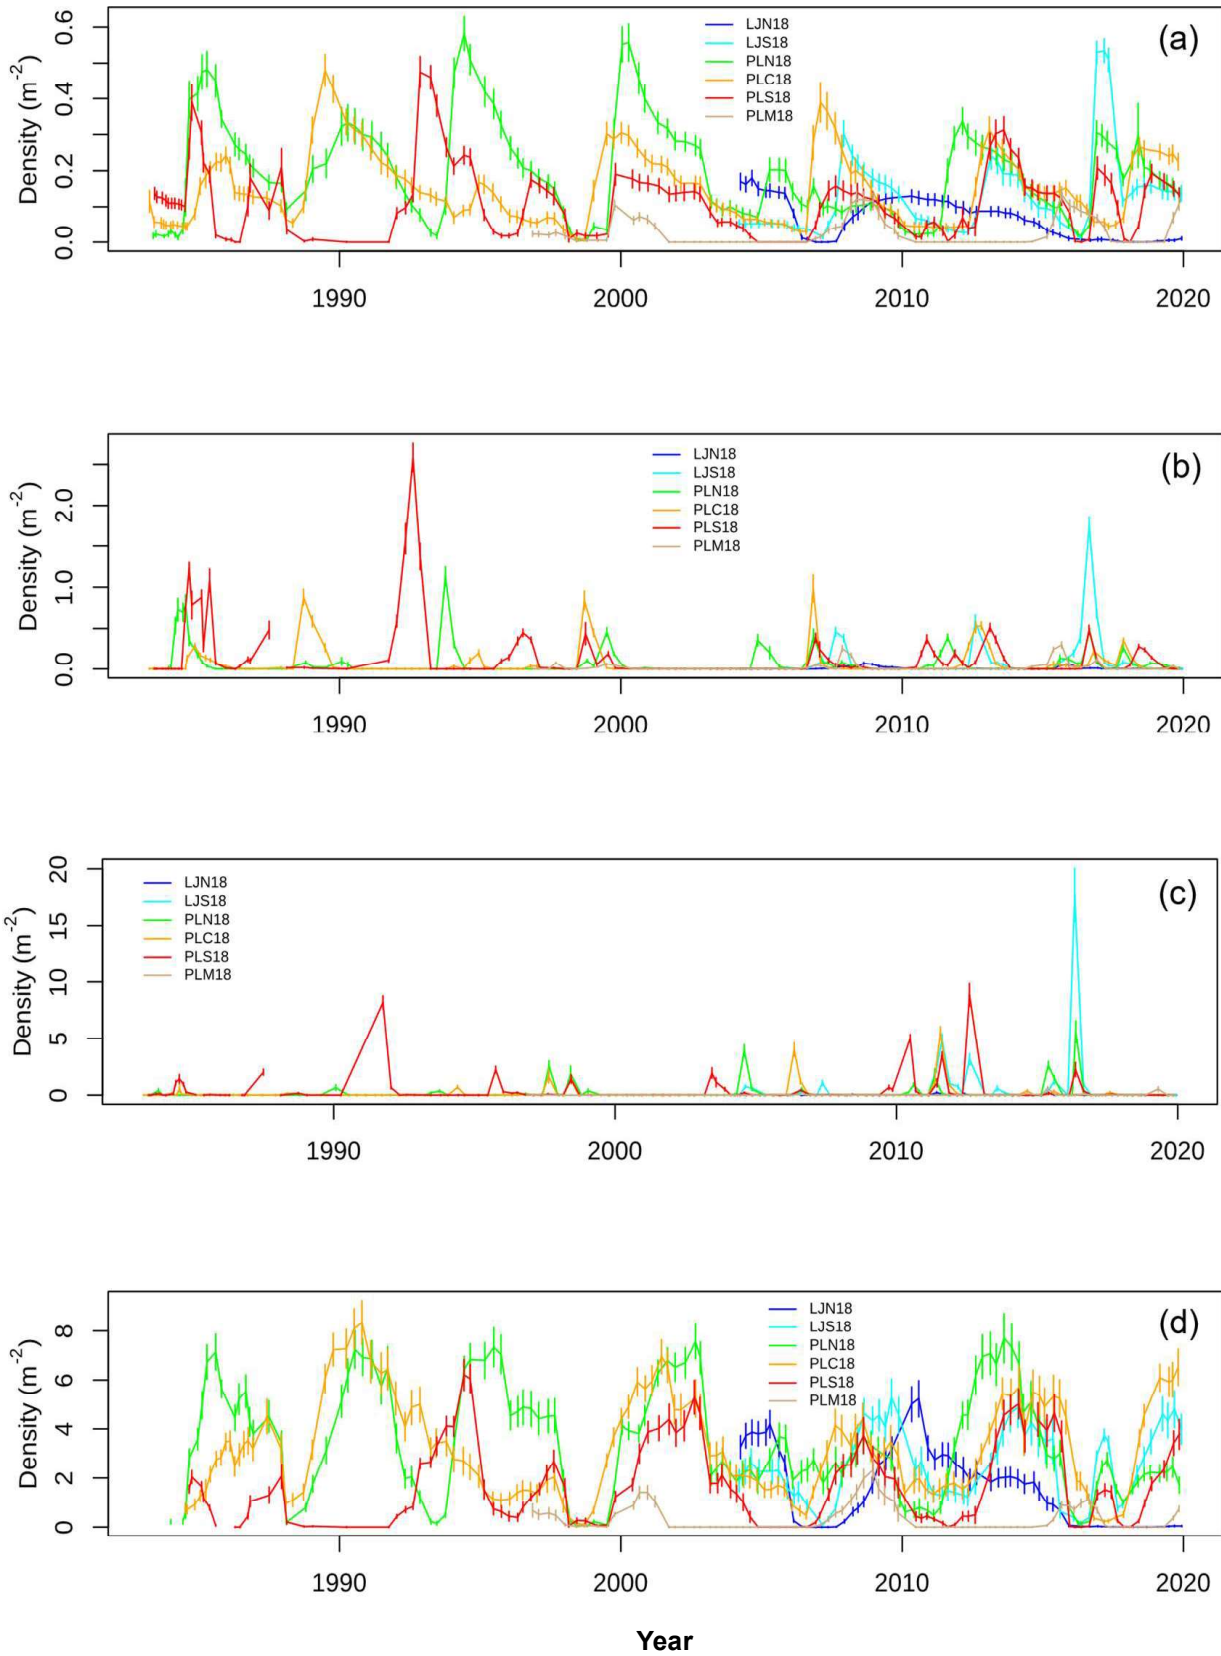 Density (m⁻²)
0.0
0.2
0.4
0.6
LJN18
LJS18
PLN18
PLC18
PLS18
PLM18
(a)
1990
2000
2010
2020
Density (m⁻²)
0.0
1.0
2.0
LJN18
LJS18
PLN18
PLC18
PLS18
PLM18
(b)
1990
2000
2010
2020
Density (m⁻²)
0
5
10
15
20
LJN18
LJS18
PLN18
PLC18
PLS18
PLM18
(c)
1990
2000
2010
2020
Density (m⁻²)
0
2
4
6
8
LJN18
LJS18
PLN18
PLC18
PLS18
PLM18
(d)
1990
2000
2010
2020
Year